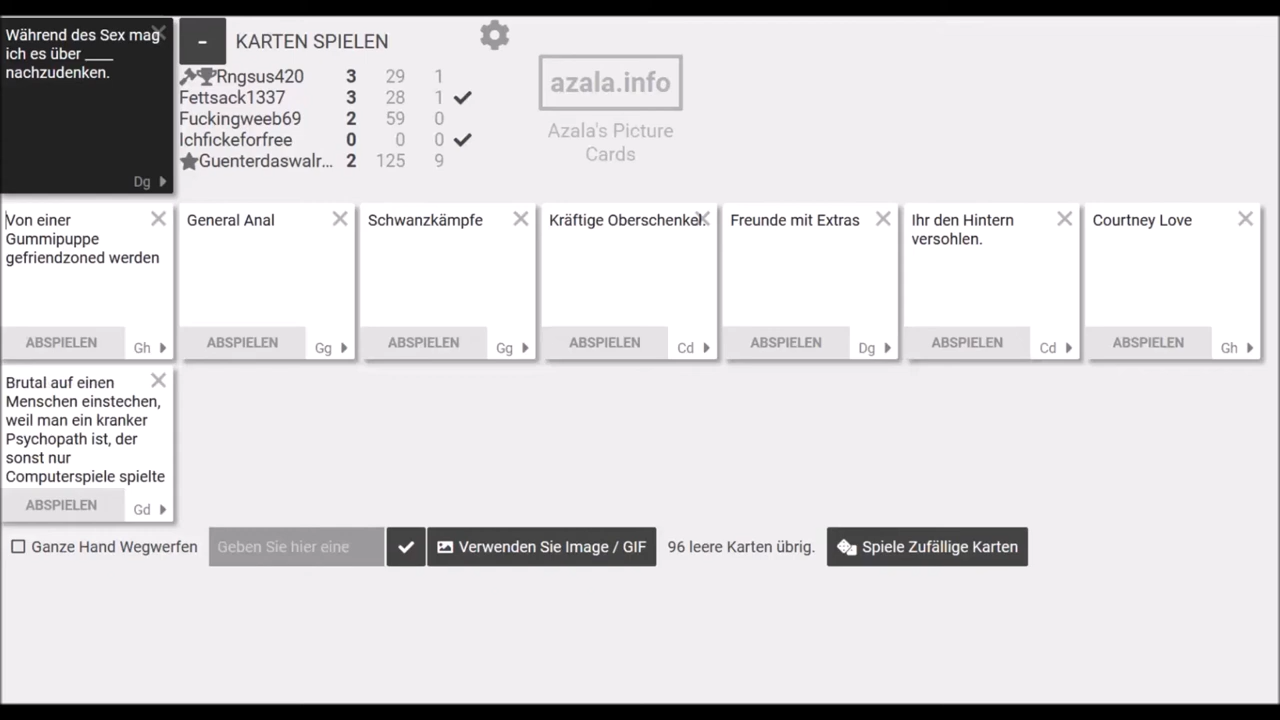 Während des Sex mag
ich es über ____
nachzudenken.
Dg
-
KARTEN SPIELEN
Rngsus420 3 29 1
Fettsack1337 3 28 1
Fuckingweeb69 2 59 0
Ichfickeforfree 0 0 0
Guenterdaswalr... 2 125 9
azala.info
Azala's Picture
Cards
Von einer
Gummipuppe
gefriendzoned werden
ABSPIELEN
Gh
General Anal
ABSPIELEN
Gg
Schwanzkämpfe
ABSPIELEN
Gg
Kräftige Oberschenkel.
ABSPIELEN
Cd
Freunde mit Extras
ABSPIELEN
Dg
Ihr den Hintern
versohlen.
ABSPIELEN
Cd
Courtney Love
ABSPIELEN
Gh
Brutal auf einen
Menschen einstechen,
weil man ein kranker
Psychopath ist, der
sonst nur
Computerspiele spielte
ABSPIELEN
Gd
Ganze Hand Wegwerfen
Geben Sie hier eine
Verwenden Sie Image / GIF
96 leere Karten übrig.
Spiele Zufällige Karten